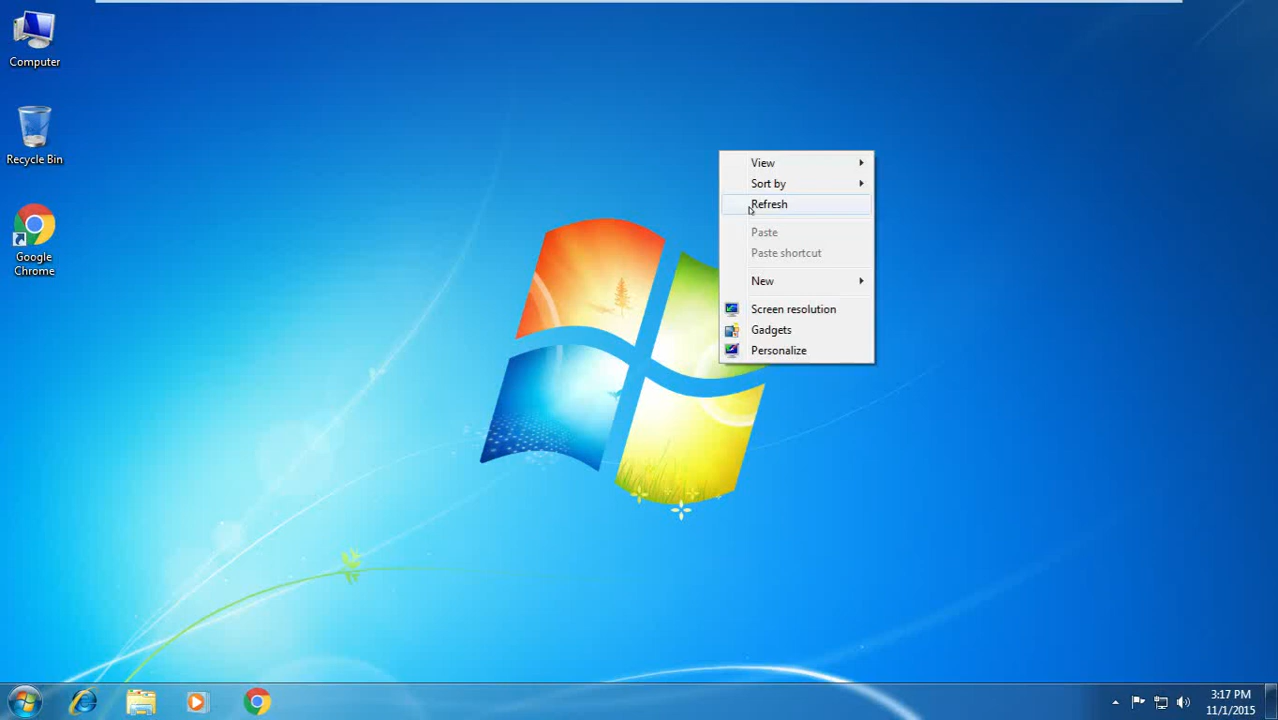 Computer
Recycle Bin
Google
Chrome
View
Sort by
Refresh
Paste
Paste shortcut
New
Screen resolution
Gadgets
Personalize
3:17 PM
11/1/2015